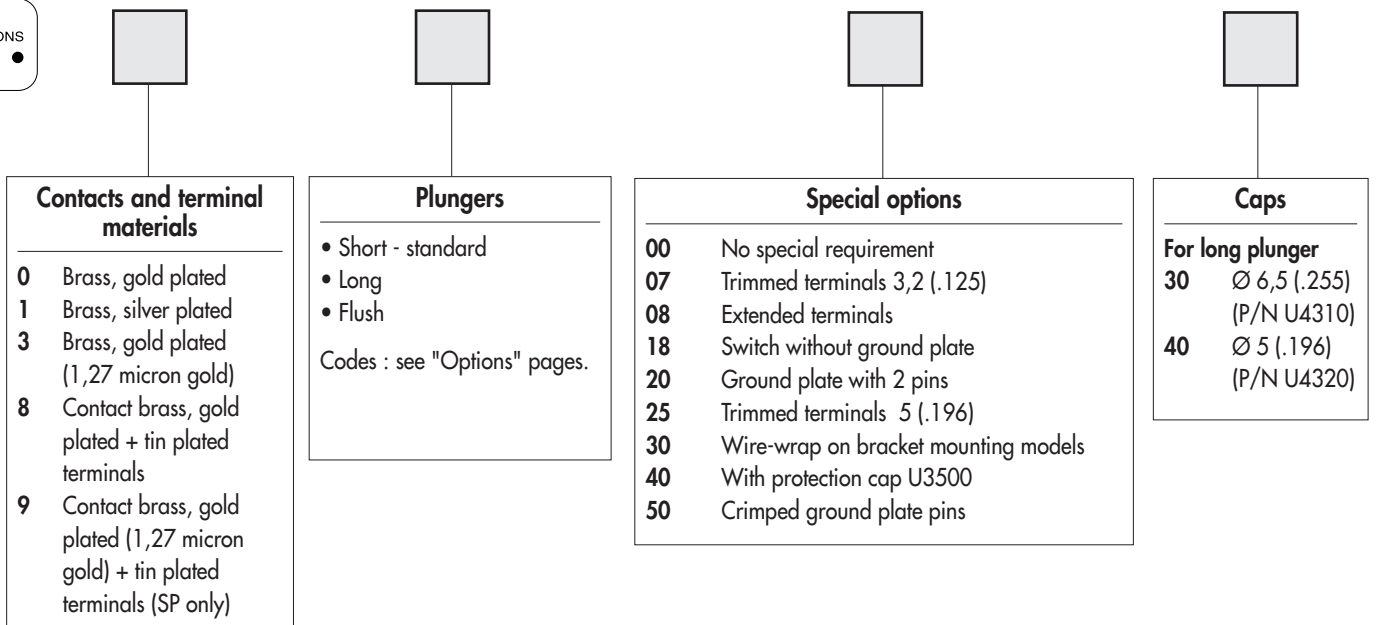 Contacts and terminal
materials
0 Brass, gold plated
1 Brass, silver plated
3 Brass, gold plated
(1,27 micron gold)
8 Contact brass, gold
plated + tin plated
terminals
9 Contact brass, gold
plated (1,27 micron
gold) + tin plated
terminals (SP only)
Plungers
• Short - standard
• Long
• Flush
Codes : see "Options" pages.
Special options
00 No special requirement
07 Trimmed terminals 3,2 (.125)
08 Extended terminals
18 Switch without ground plate
20 Ground plate with 2 pins
25 Trimmed terminals 5 (.196)
30 Wire-wrap on bracket mounting models
40 With protection cap U3500
50 Crimped ground plate pins
Caps
For long plunger
30 Ø 6,5 (.255)
(P/N U4310)
40 Ø 5 (.196)
(P/N U4320)